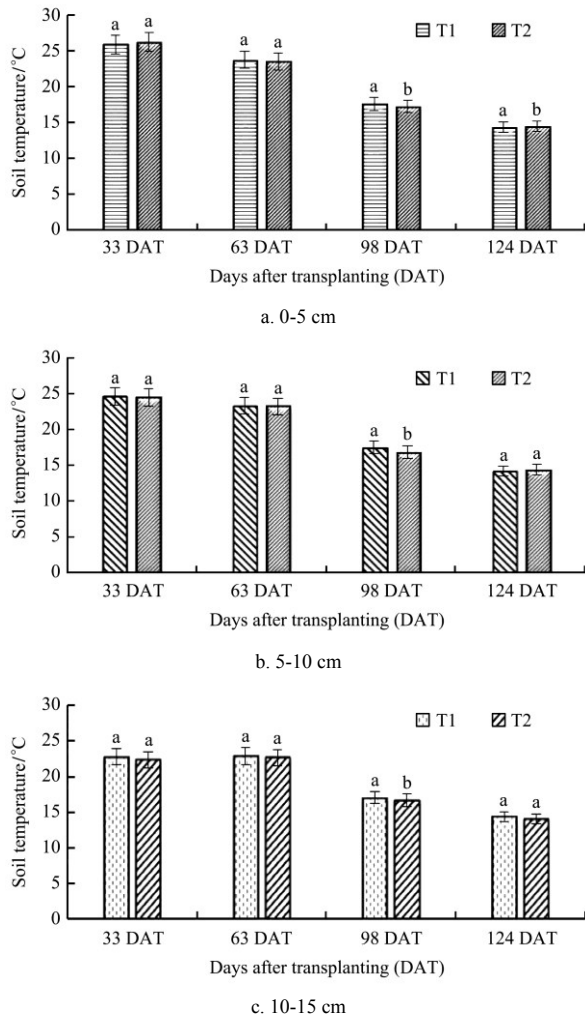 30
T1 T2
25
20
15
10
5
0
Soil temperature/°C
a a a a a b a b
33 DAT 63 DAT 98 DAT 124 DAT
Days after transplanting (DAT)
a. 0-5 cm
30
T1 T2
25
20
15
10
5
0
Soil temperature/°C
a a a a a b a a
33 DAT 63 DAT 98 DAT 124 DAT
Days after transplanting (DAT)
b. 5-10 cm
30
T1 T2
25
20
15
10
5
0
Soil temperature/°C
a a a a a b a a
33 DAT 63 DAT 98 DAT 124 DAT
Days after transplanting (DAT)
c. 10-15 cm